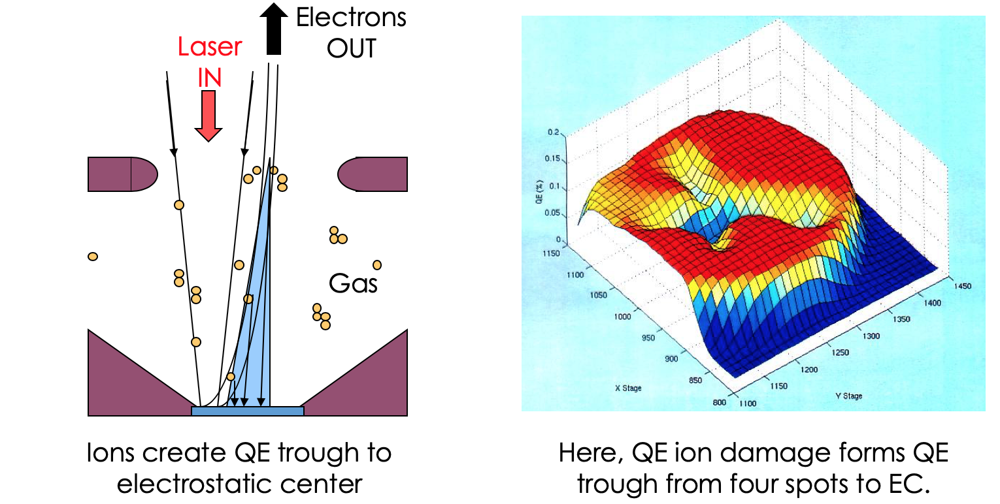 Electrons
OUT
Laser
IN
Gas
Ions create QE trough to
electrostatic center
0.2
0.15
0.1
0.05
0
QE (%)
1150
1100
1050
1000
950
900
850
800
X Stage
1100
1150
1200
1250
1300
1350
1400
1450
Y Stage
Here, QE ion damage forms QE
trough from four spots to EC.